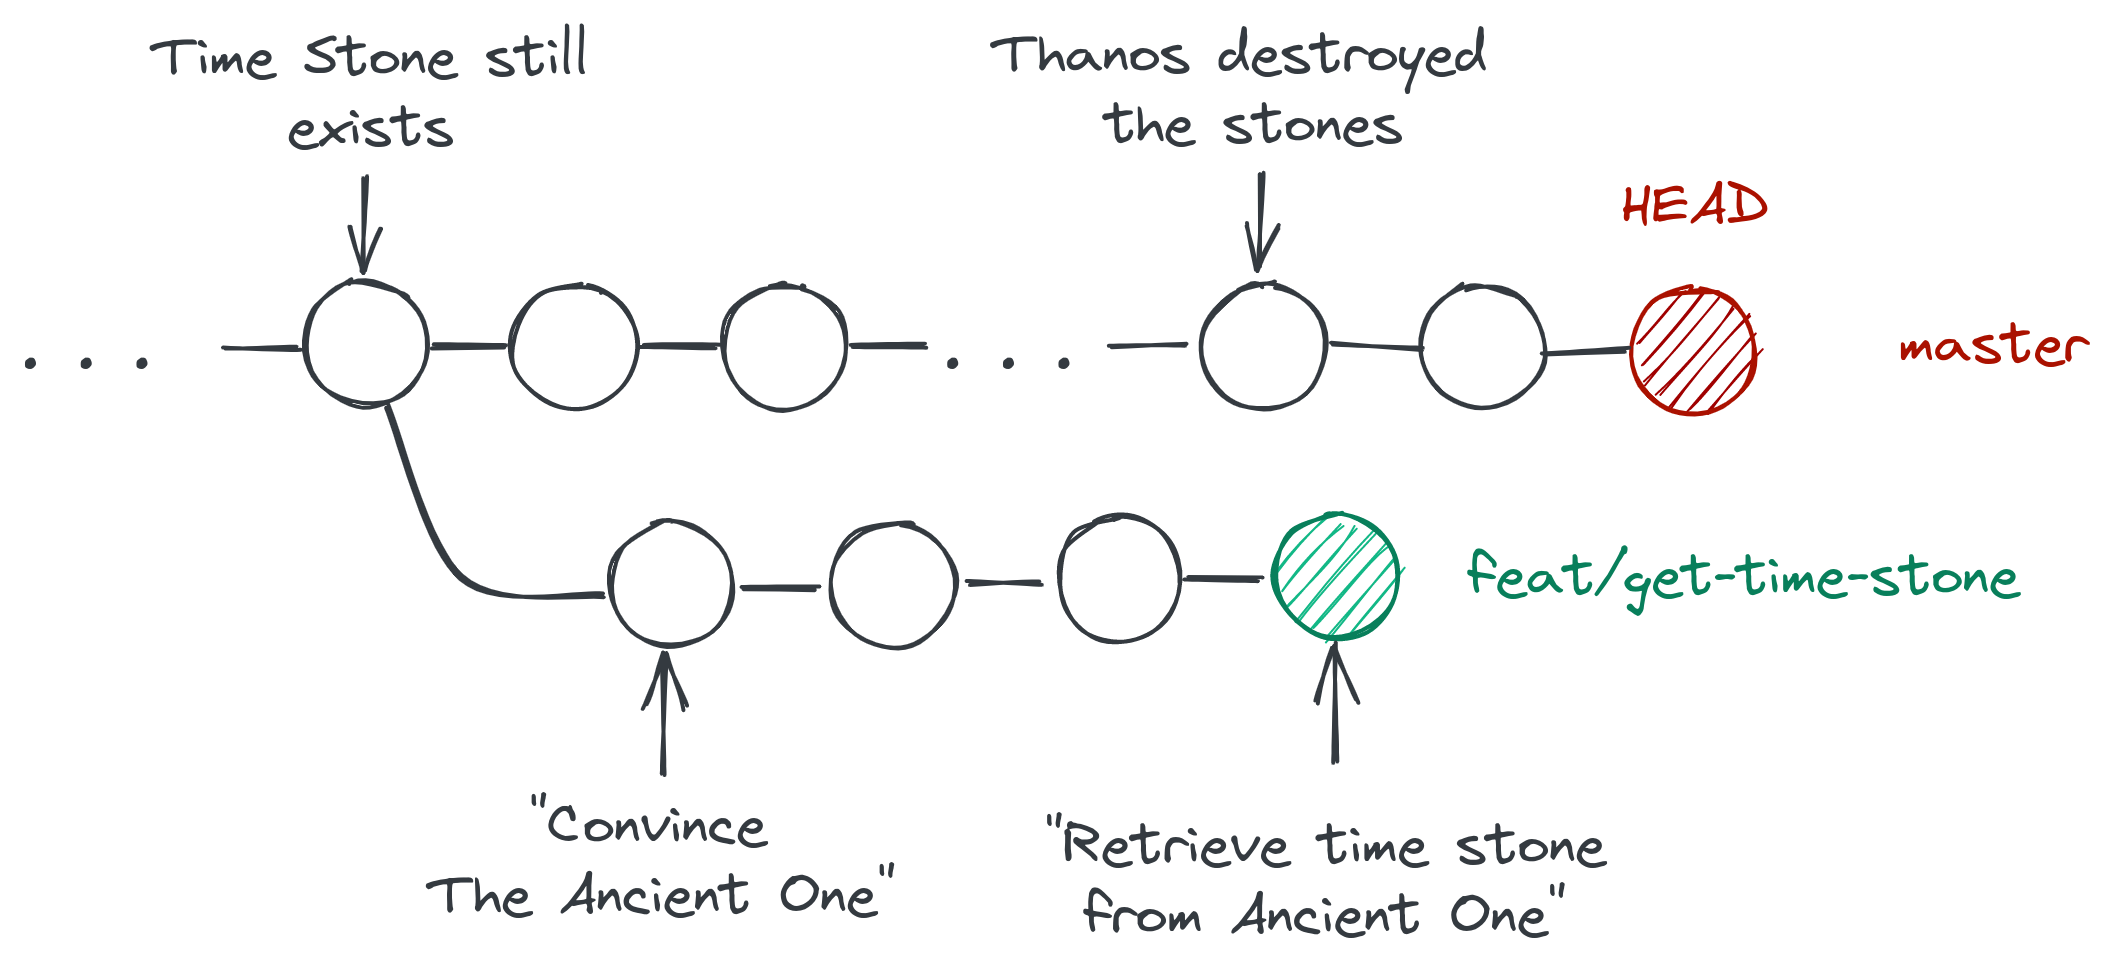 Time Stone still
exists
Thanos destroyed
the stones
HEAD
master
feat/get-time-stone
"Convince
The Ancient One"
"Retrieve time stone
from Ancient One"